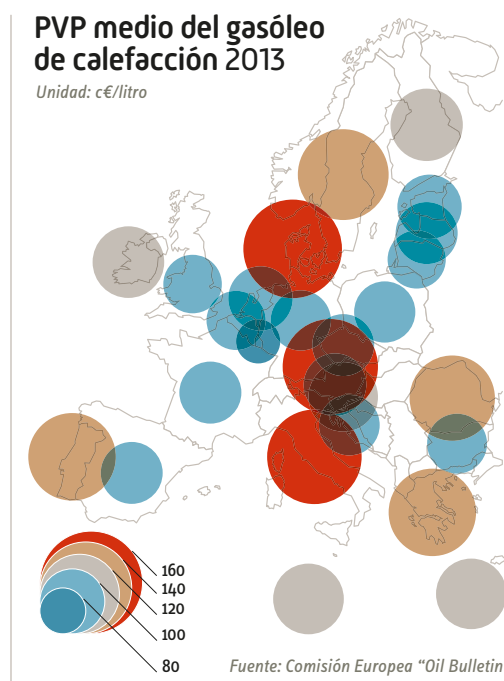 PVP medio del gasóleo
de calefacción 2013
Unidad: c€/litro
160
140
120
100
80
Fuente: Comisión Europea “Oil Bulletin